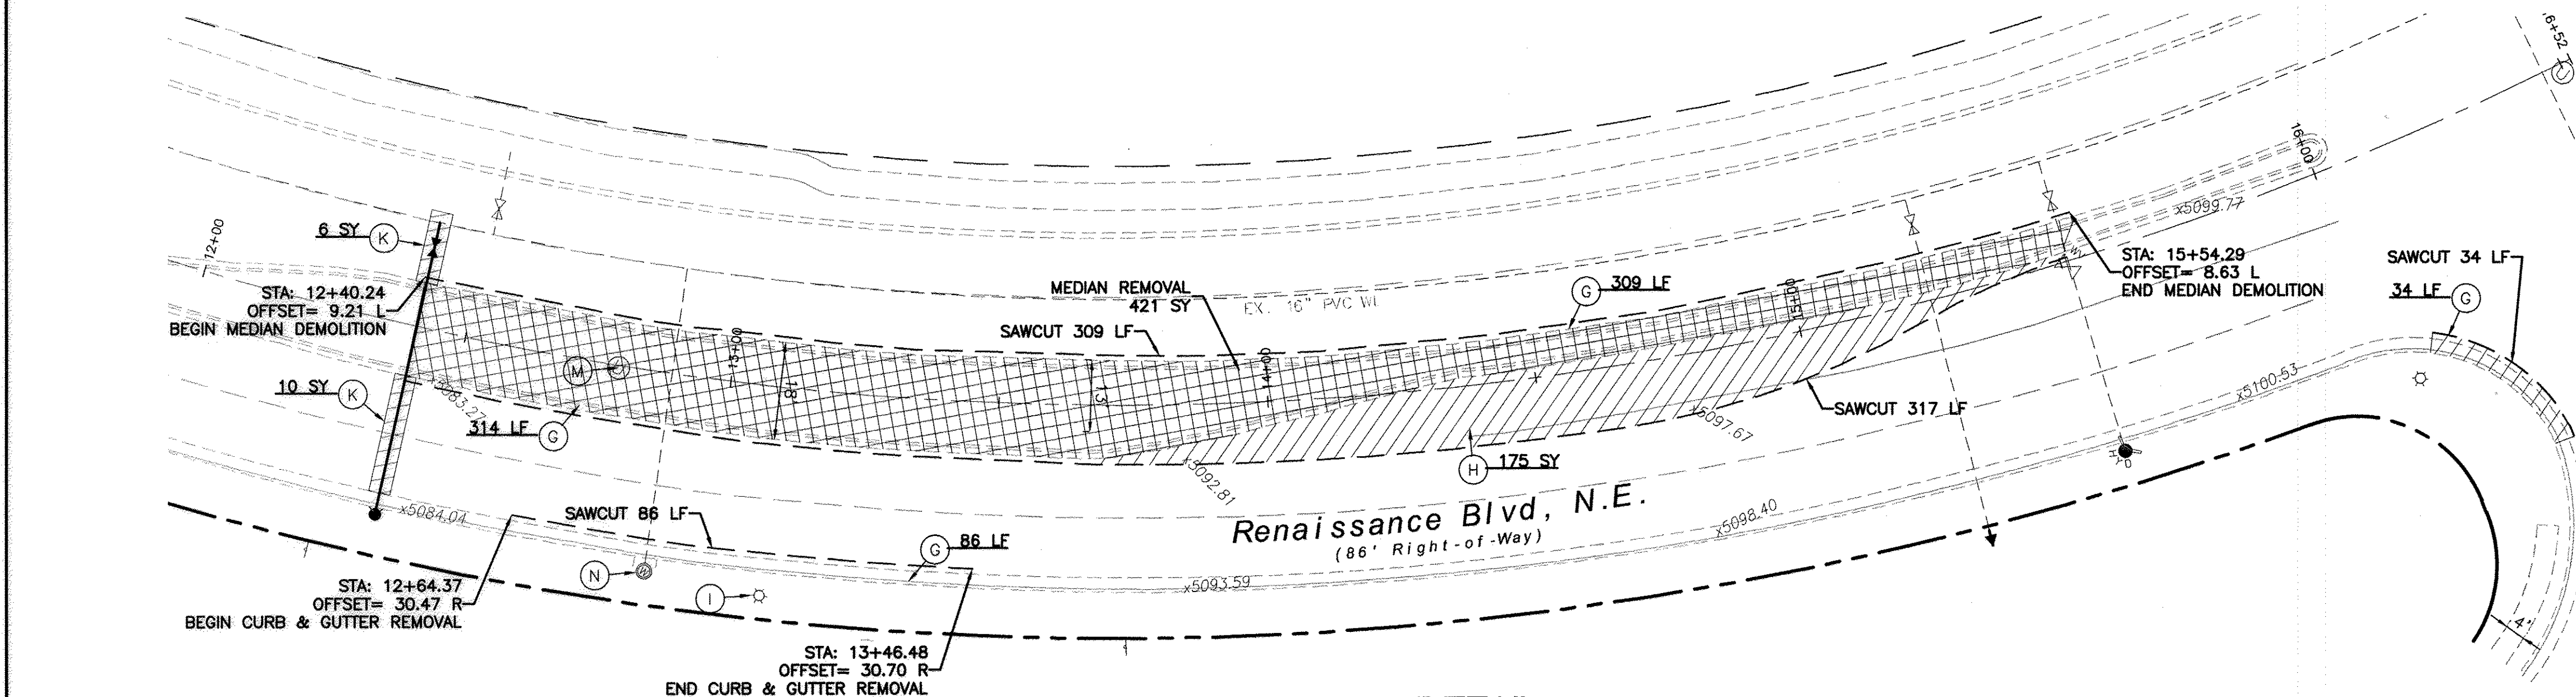 6+52
12+00
16+00
6 SY K
x5099.77
STA: 12+40.24
OFFSET= 9.21 L
BEGIN MEDIAN DEMOLITION
MEDIAN REMOVAL
421 SY
EX. 16" PVC WL
G 309 LF
SAWCUT 309 LF
15+00
STA: 15+54.29
OFFSET= 8.63 L
END MEDIAN DEMOLITION
SAWCUT 34 LF
34 LF G
13+00
14+00
M
18'
13'
10 SY K
x5083.27
314 LF G
SAWCUT 317 LF
x5100.53
x5097.67
H 175 SY
x5092.81
x5084.04
SAWCUT 86 LF
G 86 LF
Renaissance Blvd, N.E.
(86' Right-of-Way)
x5098.40
N
W
I
x5093.59
STA: 12+64.37
OFFSET= 30.47 R
BEGIN CURB & GUTTER REMOVAL
4'
STA: 13+46.48
OFFSET= 30.70 R
END CURB & GUTTER REMOVAL